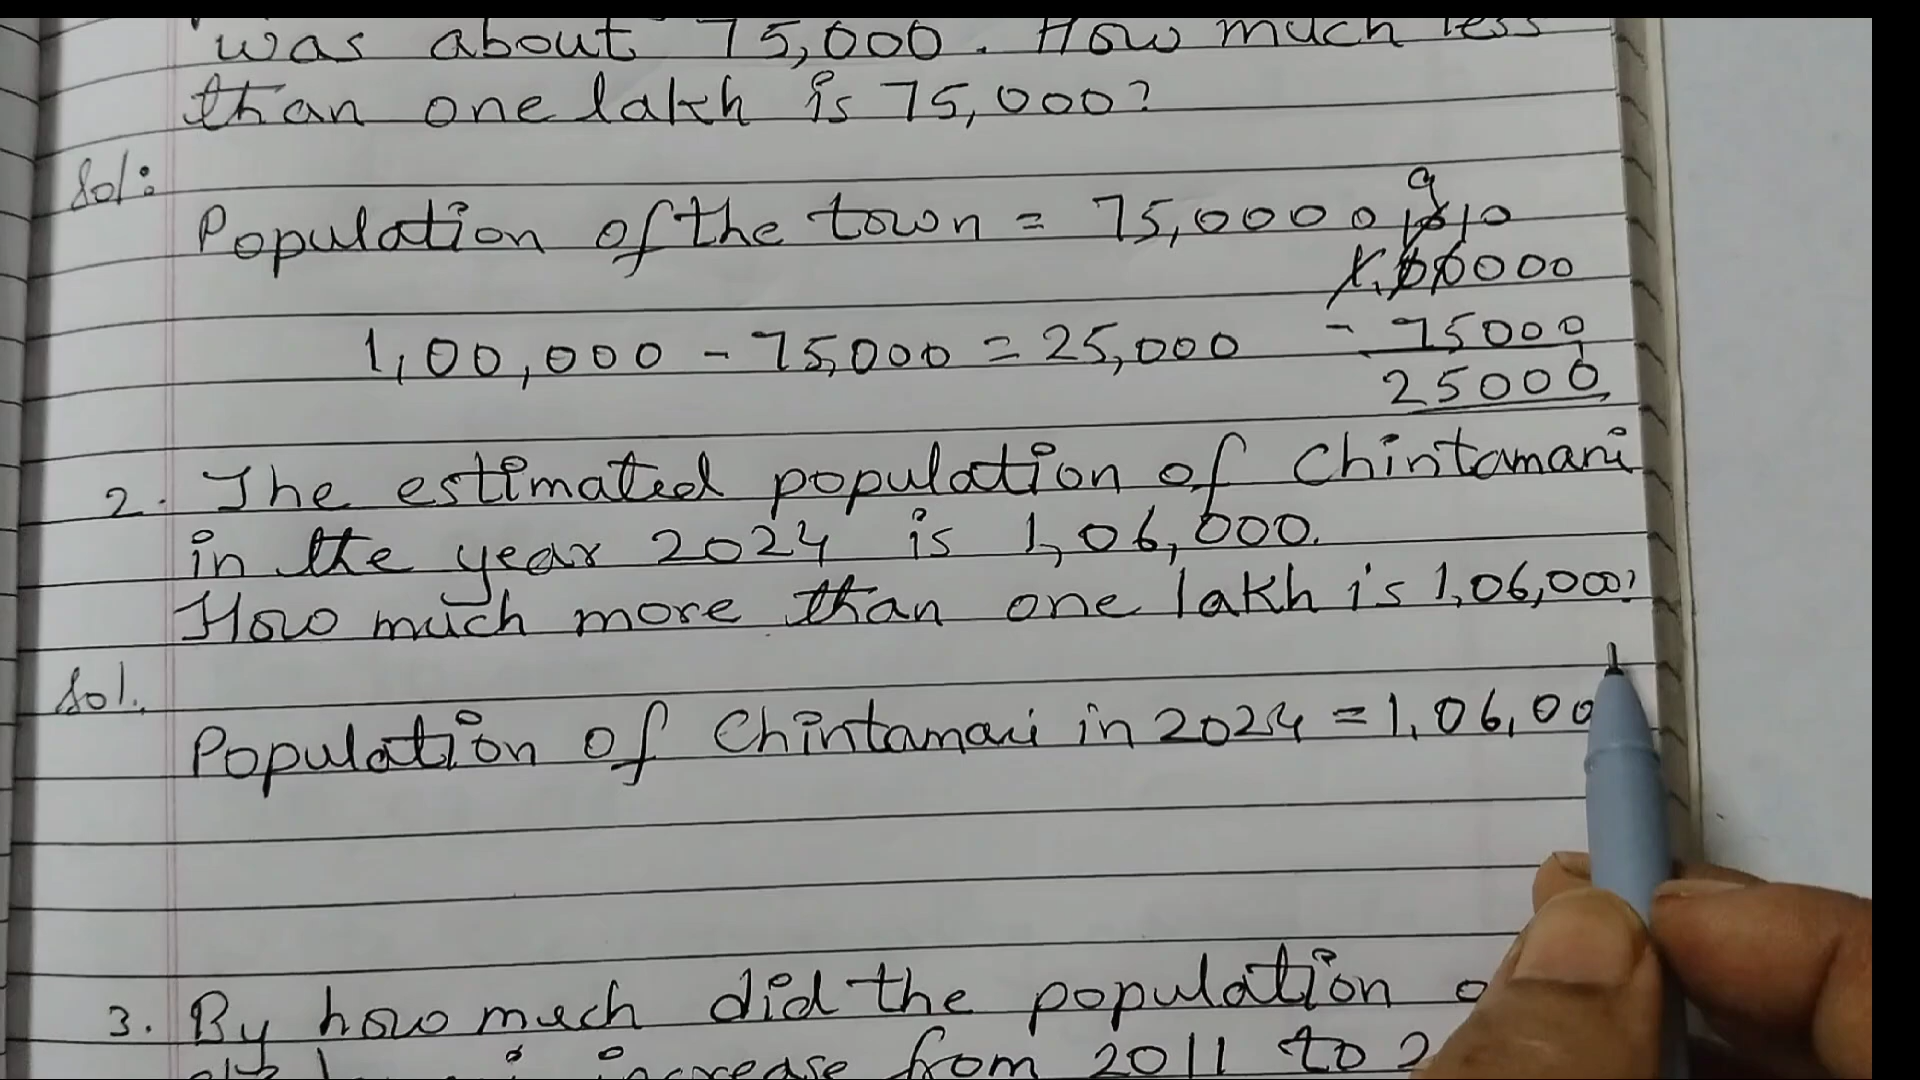 was about 75,000. How much less
than one lakh is 75,000?
Sol:
Population of the town = 75,000
9
0 10 10
1,00000
1,00,000 - 75,000 = 25,000
- 75000
25000
2. The estimated population of Chintamani
in the year 2024 is 1,06,000.
How much more than one lakh is 1,06,000?
Sol.
Population of Chintamani in 2024 = 1,06,00
3. By how much did the population
increase from 2011 to 2